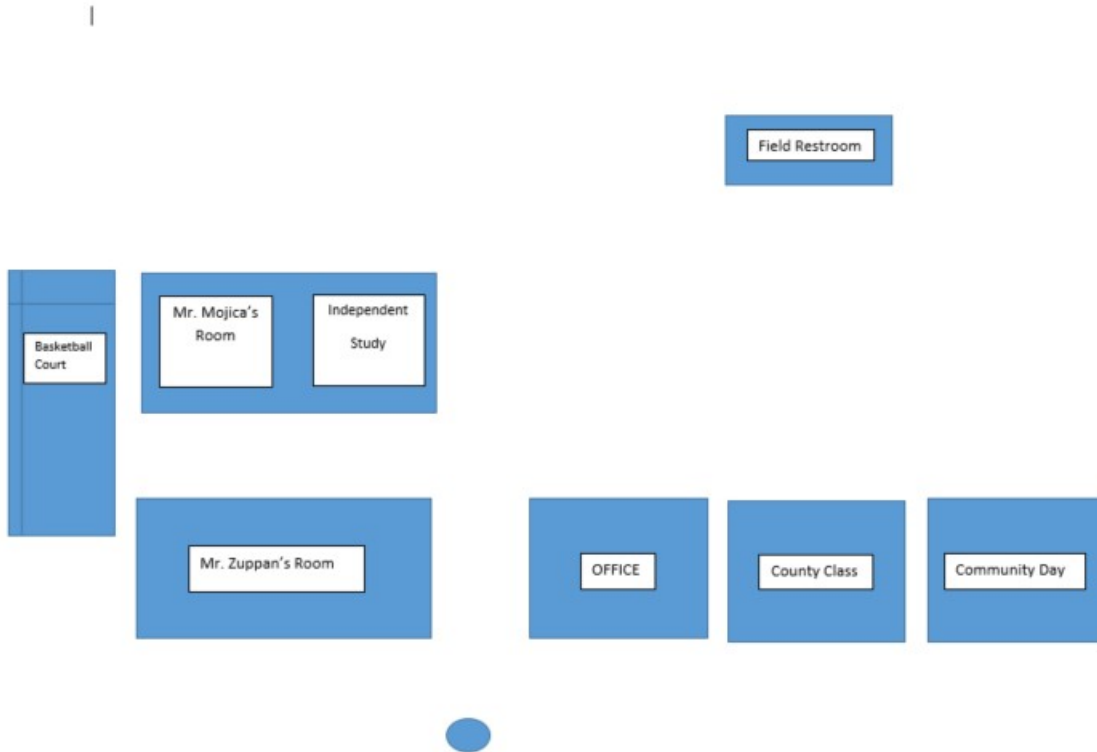 Field Restroom
Mr. Mojica's
Room
Independent
Study
Basketball
Court
Mr. Zuppan's Room
OFFICE
County Class
Community Day